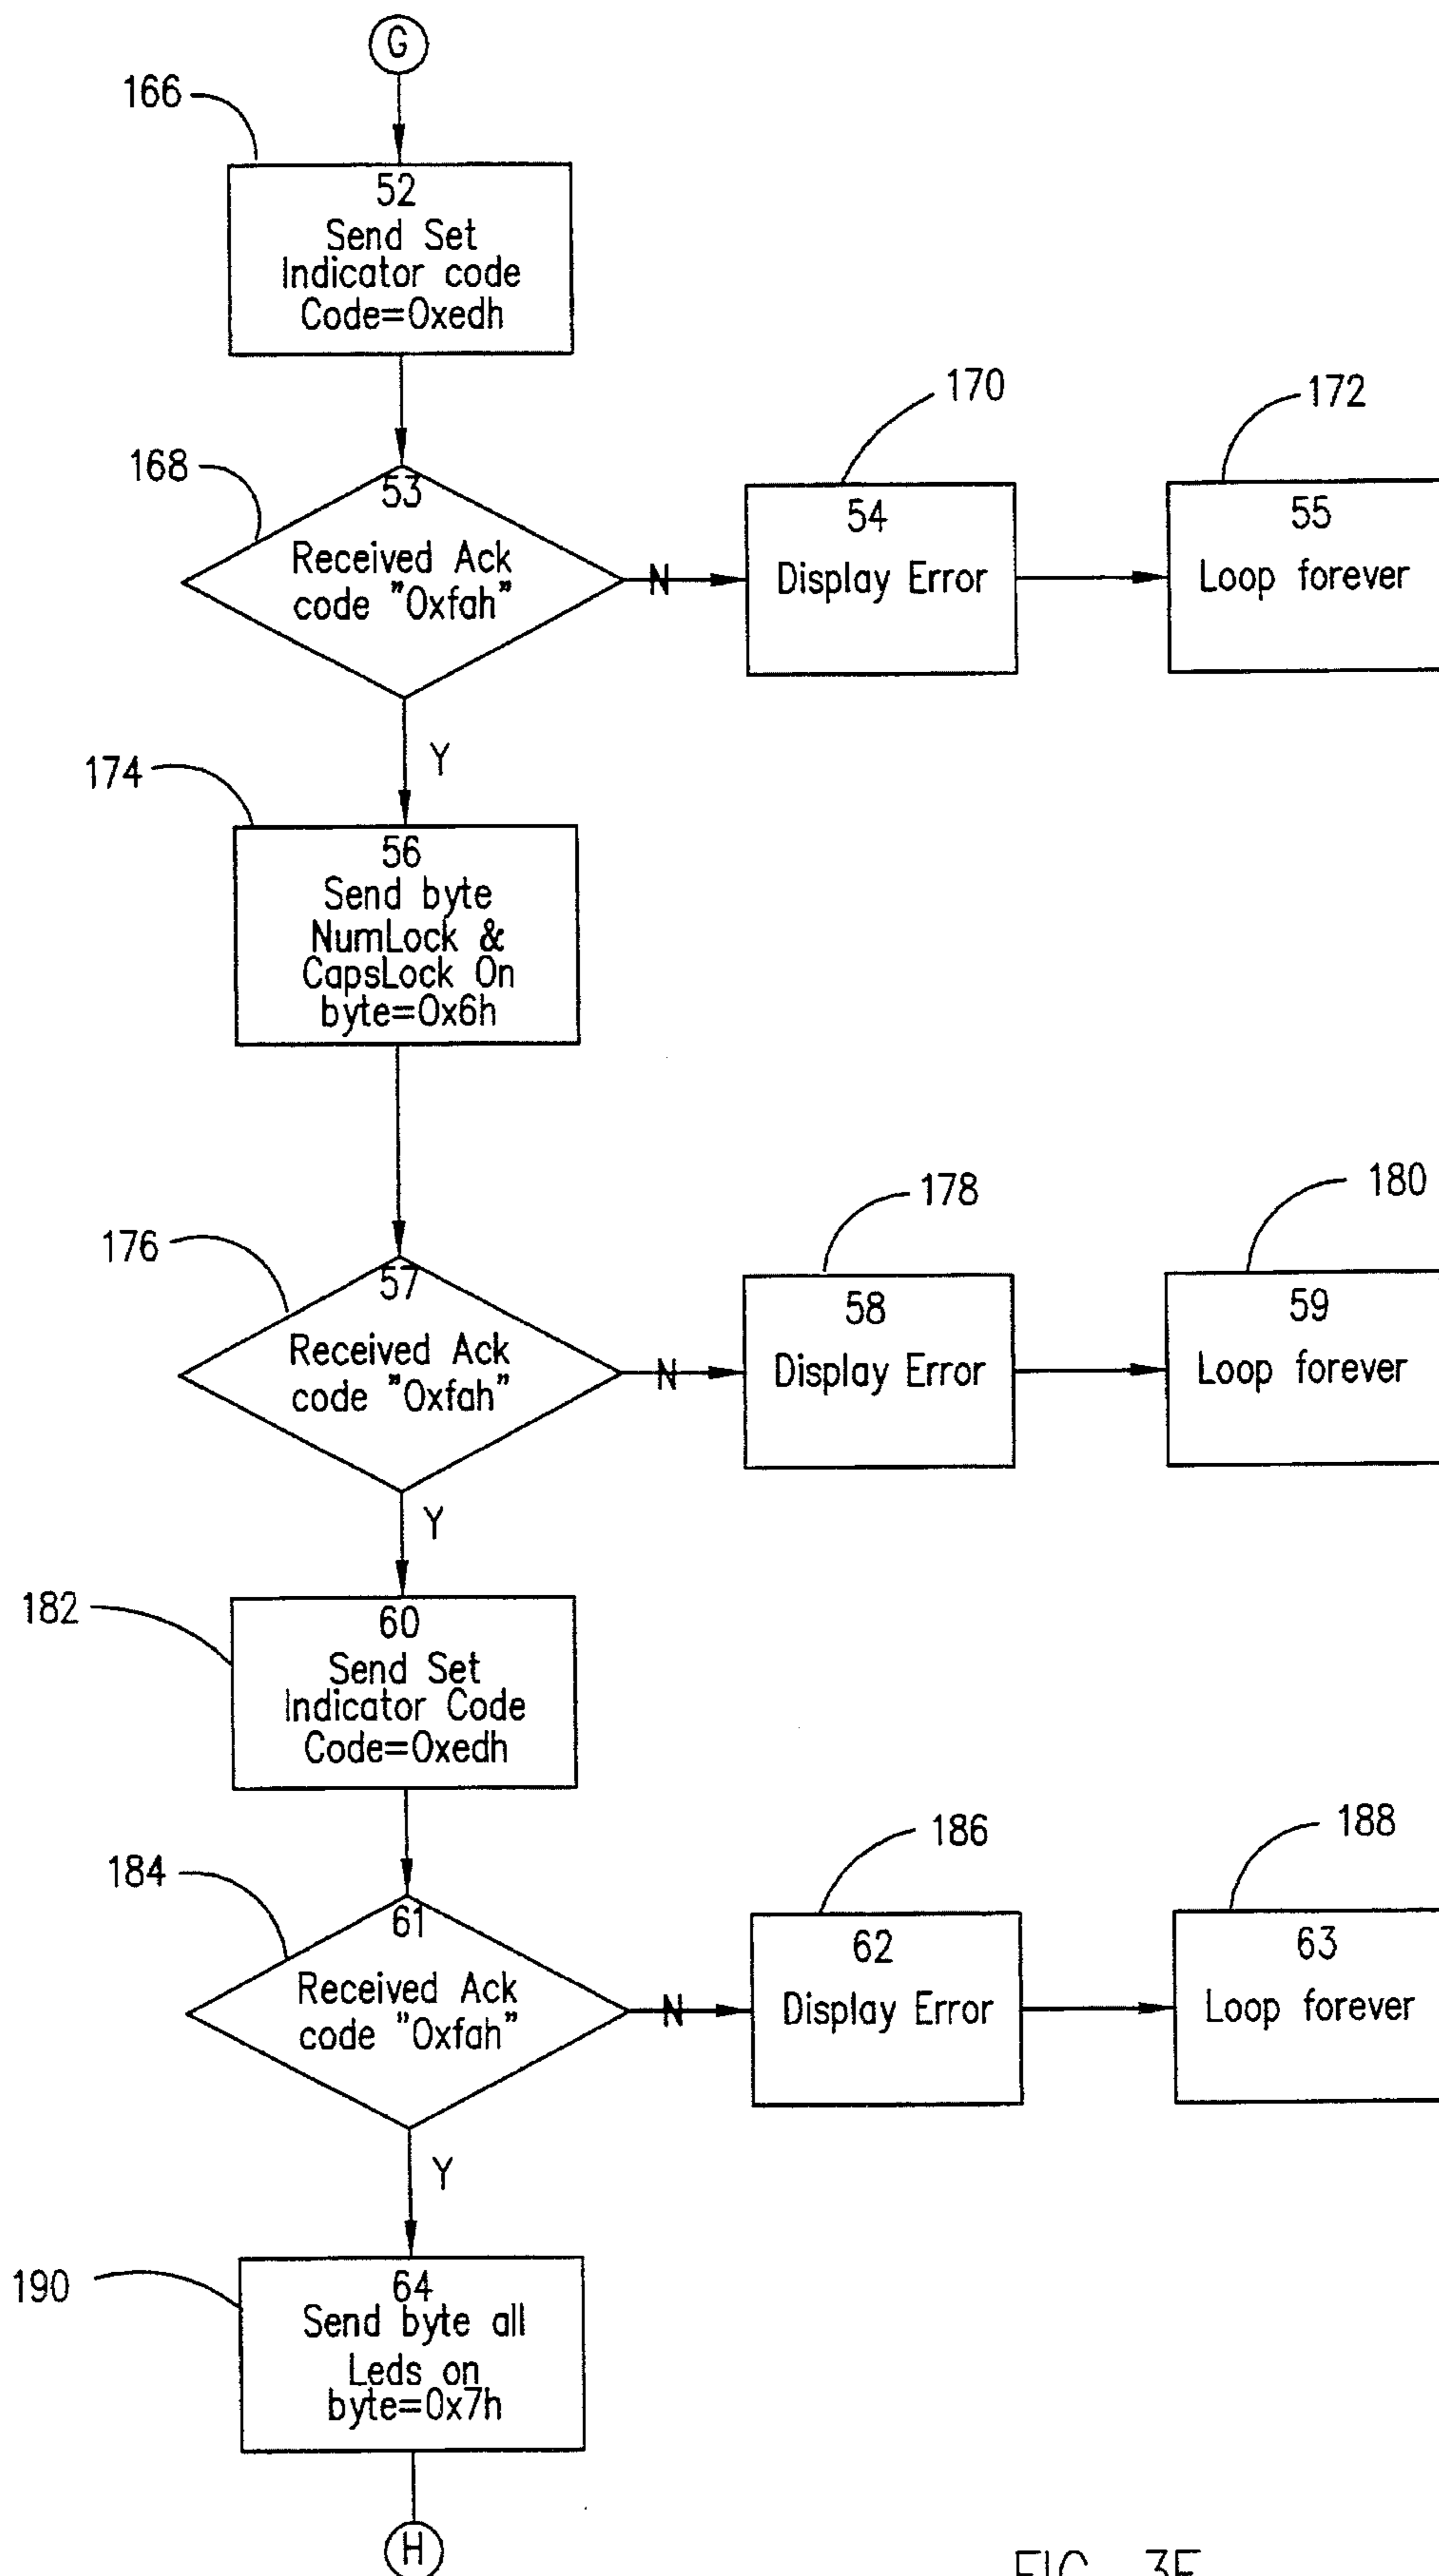 G
166
52
Send Set
Indicator code
Code=0xedh
168
53
Received Ack
code "0xfah"
N
170
54
Display Error
172
55
Loop forever
Y
174
56
Send byte
NumLock &
CapsLock On
byte=0x6h
176
57
Received Ack
code "0xfah"
N
178
58
Display Error
180
59
Loop forever
Y
182
60
Send Set
Indicator Code
Code=0xedh
184
61
Received Ack
code "0xfah"
N
186
62
Display Error
188
63
Loop forever
Y
190
64
Send byte all
Leds on
byte=0x7h
H